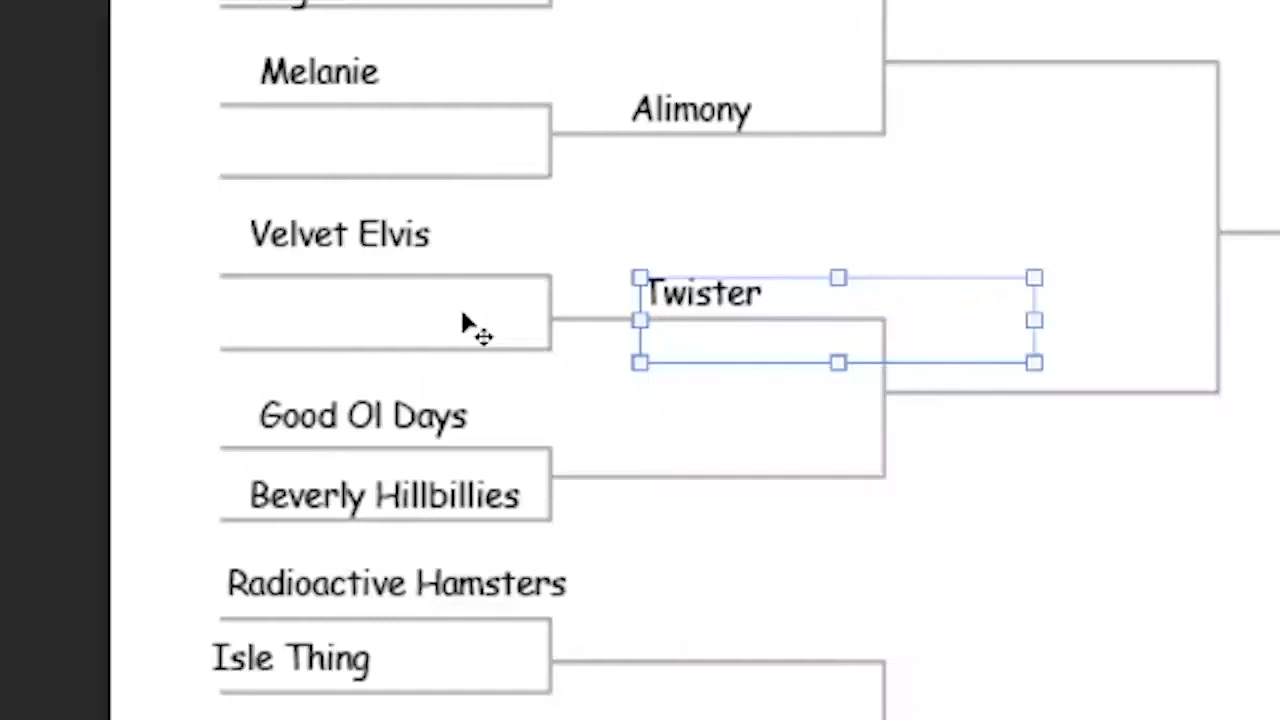 Melanie
Alimony
Velvet Elvis
Twister
Good Ol Days
Beverly Hillbillies
Radioactive Hamsters
Isle Thing